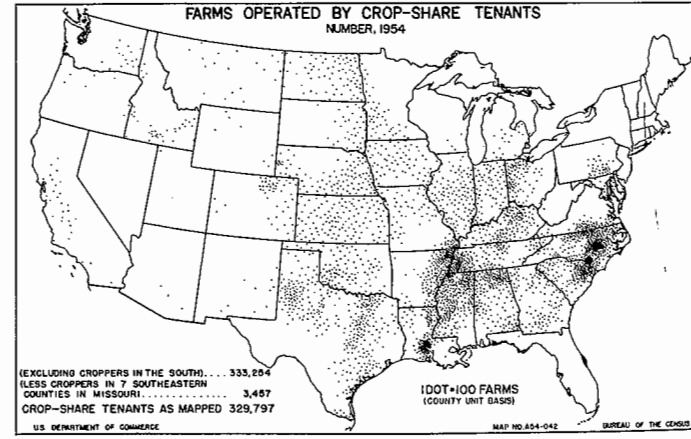 FARMS OPERATED BY CROP-SHARE TENANTS
NUMBER, 1954
(EXCLUDING CROPPERS IN THE SOUTH).... 333,254
(LESS CROPPERS IN 7 SOUTHEASTERN
COUNTIES IN MISSOURI.............. 3,457
CROP-SHARE TENANTS AS MAPPED 329,797
1 DOT=100 FARMS
(COUNTY UNIT BASIS)
U.S. DEPARTMENT OF COMMERCE
MAP NO. A54-042
BUREAU OF THE CENSUS